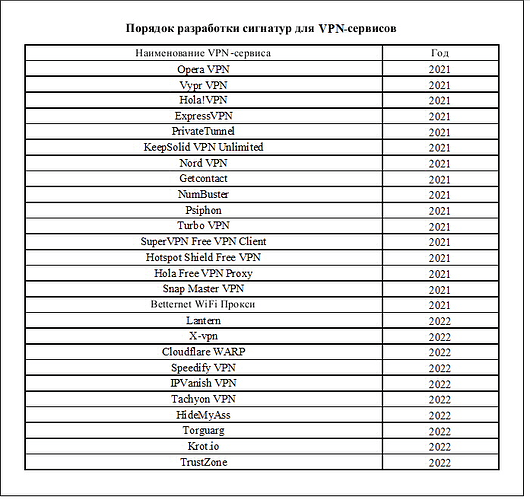 Порядок разработки сигнатур для VPN-сервисов
Наименование VPN-сервиса Год
Opera VPN 2021
Vypr VPN 2021
Hola!VPN 2021
ExpressVPN 2021
PrivateTunnel 2021
KeepSolid VPN Unlimited 2021
Nord VPN 2021
Getcontact 2021
NumBuster 2021
Psiphon 2021
Turbo VPN 2021
SuperVPN Free VPN Client 2021
Hotspot Shield Free VPN 2021
Hola Free VPN Proxy 2021
Snap Master VPN 2021
Betternet WiFi Прокси 2021
Lantern 2022
X-vpn 2022
Cloudflare WARP 2022
Speedify VPN 2022
IPVanish VPN 2022
Tachyon VPN 2022
HideMyAss 2022
Torguarg 2022
Krot.io 2022
TrustZone 2022